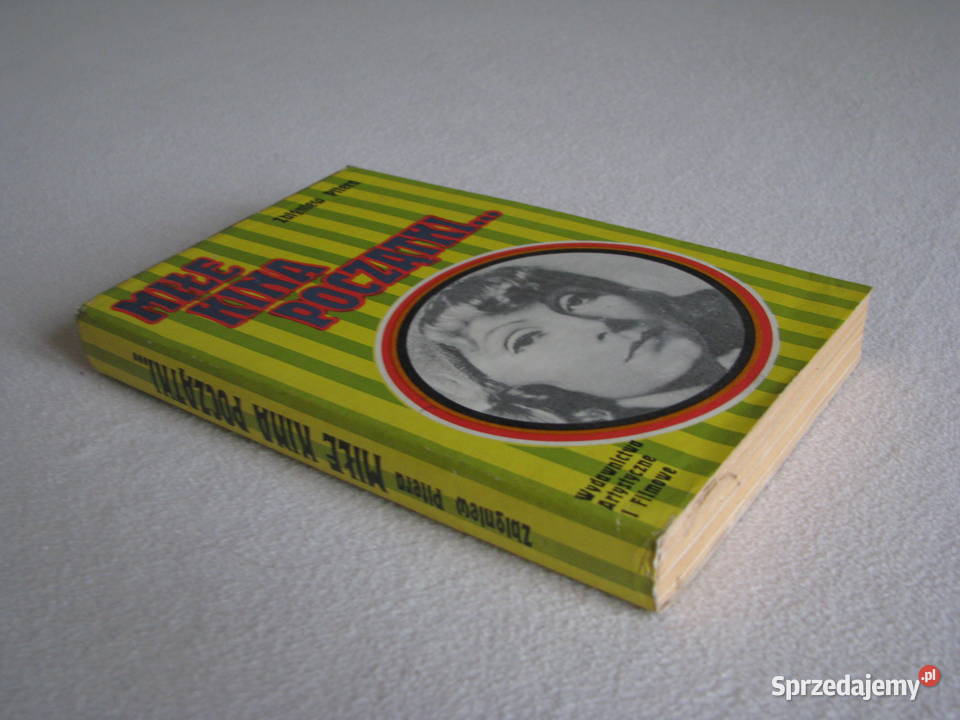 Zbigniew Pitera
MIŁE
KINA
POCZĄTKI...
Wydawnictwa
Artystyczne
i Filmowe
Zbigniew Pitera MIŁE KINA POCZĄTKI...
Sprzedajemy.pl